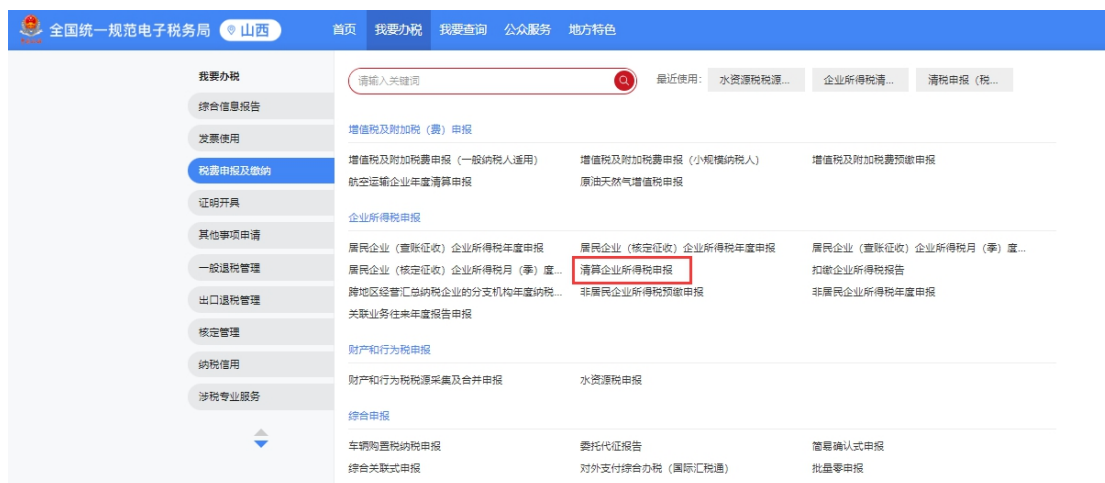 全国统一规范电子税务局 山西 首页 我要办税 我要查询 公众服务 地方特色
我要办税
综合信息报告
发票使用
税费申报及缴纳
证明开具
其他事项申请
一般退税管理
出口退税管理
核定管理
纳税信用
涉税专业服务
请输入关键词 最近使用: 水资源税税源... 企业所得税清... 清税申报（税...
增值税及附加税（费）申报
增值税及附加税费申报（一般纳税人适用） 增值税及附加税费申报（小规模纳税人） 增值税及附加税费预缴申报
航空运输企业年度清算申报 原油天然气增值税申报
企业所得税申报
居民企业（查账征收）企业所得税年度申报 居民企业（核定征收）企业所得税年度申报 居民企业（查账征收）企业所得税月（季）度...
居民企业（核定征收）企业所得税月（季）度... 清算企业所得税申报 扣缴企业所得税报告
跨地区经营汇总纳税企业的分支机构年度纳税... 非居民企业所得税预缴申报 非居民企业所得税年度申报
关联业务往来年度报告申报
财产和行为税申报
财产和行为税税源采集及合并申报 水资源税申报
综合申报
车辆购置税纳税申报 委托代征报告 简易确认式申报
综合关联式申报 对外支付综合办税（国际汇税通） 批量零申报